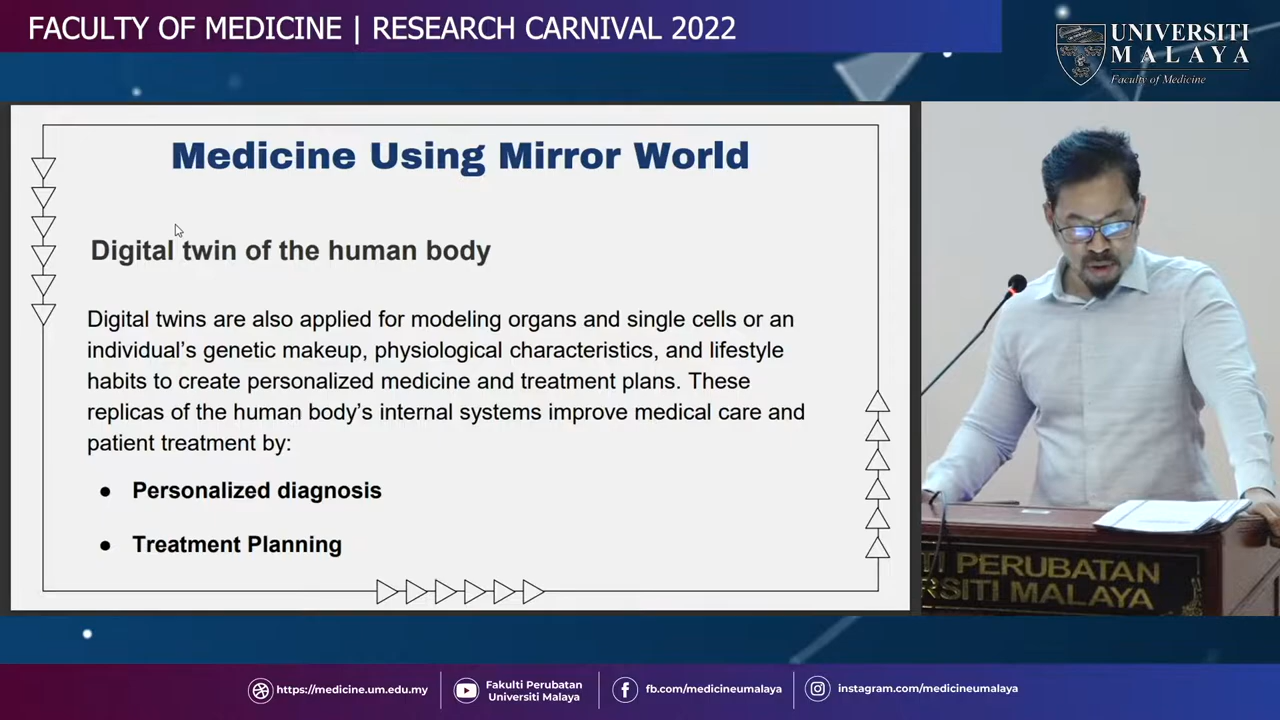 FACULTY OF MEDICINE | RESEARCH CARNIVAL 2022
UNIVERSITI
MALAYA
Faculty of Medicine
Medicine Using Mirror World
Digital twin of the human body
Digital twins are also applied for modeling organs and single cells or an
individual's genetic makeup, physiological characteristics, and lifestyle
habits to create personalized medicine and treatment plans. These
replicas of the human body's internal systems improve medical care and
patient treatment by:
● Personalized diagnosis
● Treatment Planning
PERUBATAN
SITI MALAYA
https://medicine.um.edu.my
Fakulti Perubatan
Universiti Malaya
fb.com/medicineumalaya
instagram.com/medicineumalaya